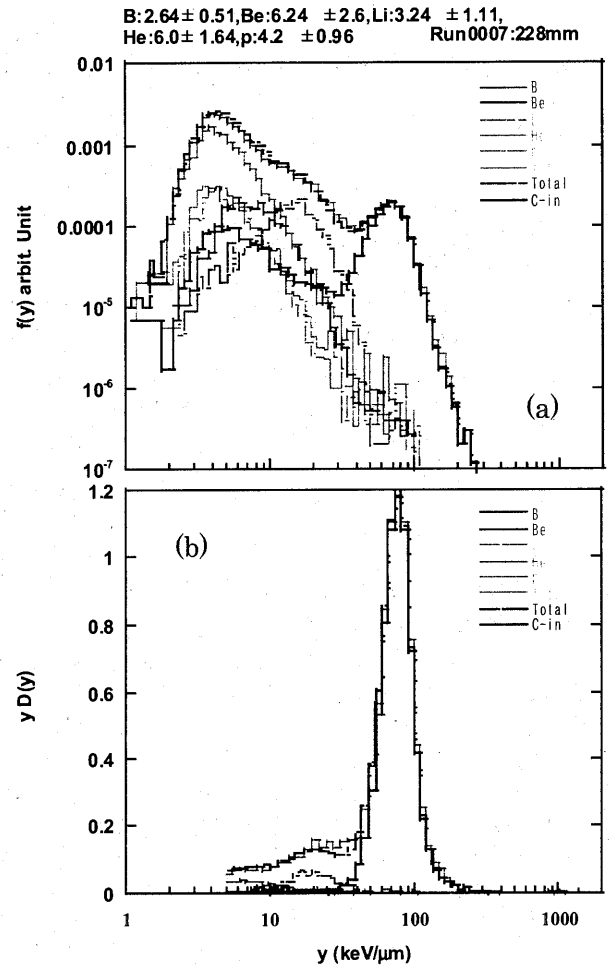 B:2.64 ± 0.51,Be:6.24 ±2.6,Li:3.24 ±1.11,
He:6.0± 1.64,p:4.2 ±0.96 Run0007:228mm
0.01
0.001
0.0001
10-5
10-6
10-7
f(y) arbit. Unit
B
Be
He
Total
C-in
(a)
1.2
1
0.8
0.6
0.4
0.2
0
y D(y)
(b)
B
Be
He
Total
C-in
1
10
100
1000
y (keV/μm)